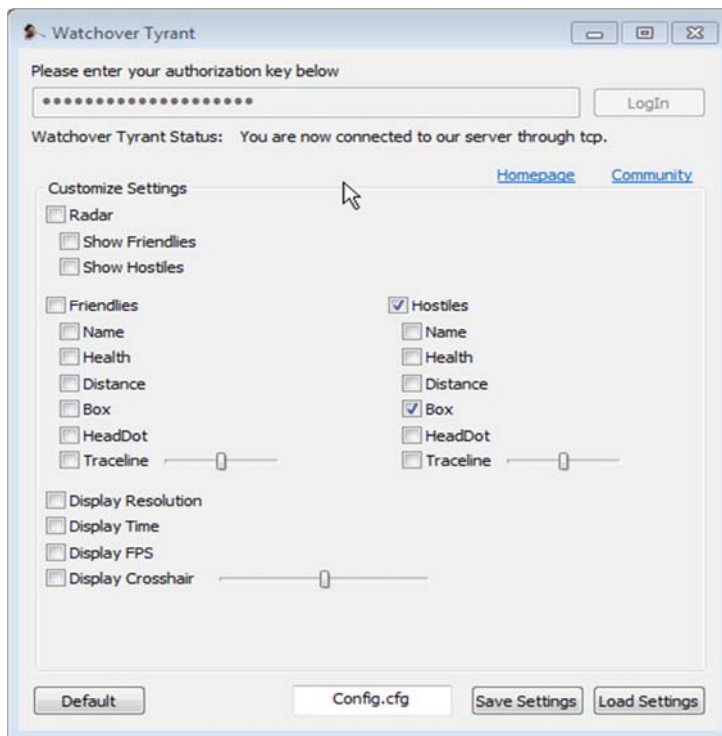 Watchover Tyrant
Please enter your authorization key below
••••••••••••••••••••
LogIn
Watchover Tyrant Status: You are now connected to our server through tcp.
Homepage Community
Customize Settings
Radar
Show Friendlies
Show Hostiles
Friendlies Hostiles
Name Name
Health Health
Distance Distance
Box Box
HeadDot HeadDot
Traceline Traceline
Display Resolution
Display Time
Display FPS
Display Crosshair
Default Config.cfg Save Settings Load Settings